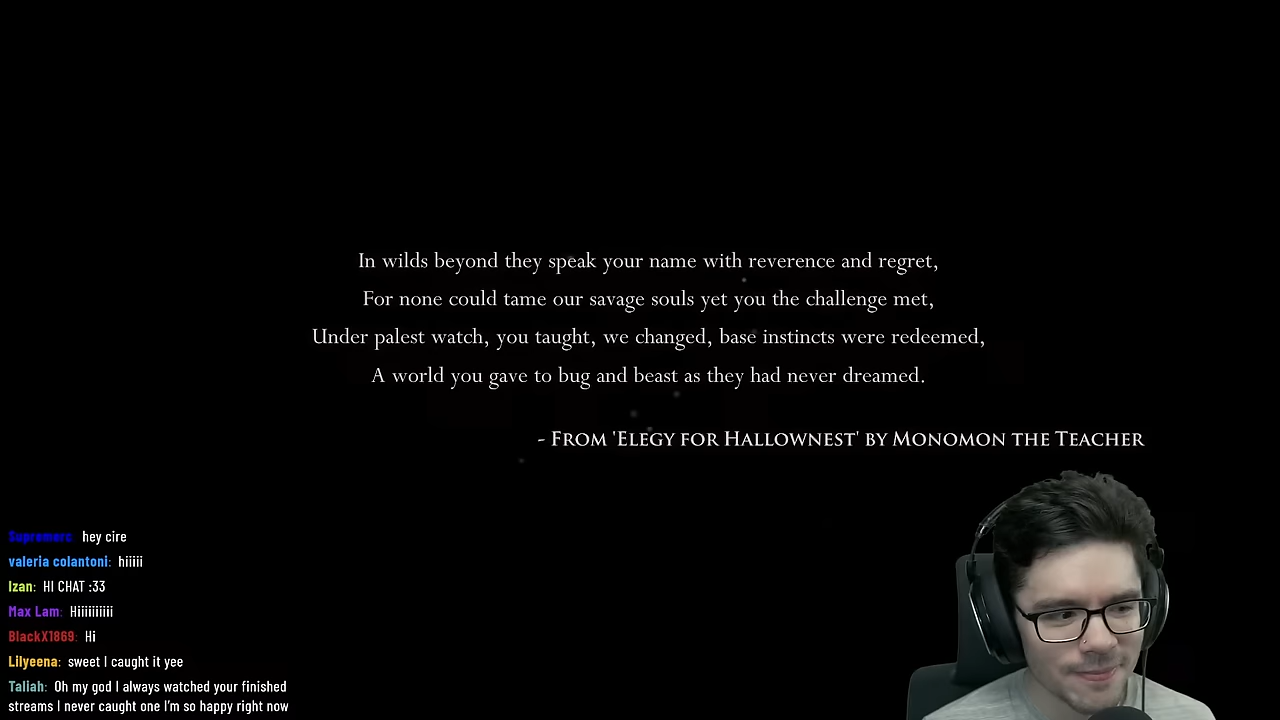 In wilds beyond they speak your name with reverence and regret,
For none could tame our savage souls yet you the challenge met,
Under palest watch, you taught, we changed, base instincts were redeemed,
A world you gave to bug and beast as they had never dreamed.
- From 'Elegy for Hallownest' by Monomon the Teacher
Supremerc: hey cire
valeria colantoni: hiiiii
Izan: HI CHAT :33
Max Lam: Hiiiiiiiiii
BlackX1869: Hi
Lilyeena: sweet I caught it yee
Taliah: Oh my god I always watched your finished
streams I never caught one I'm so happy right now